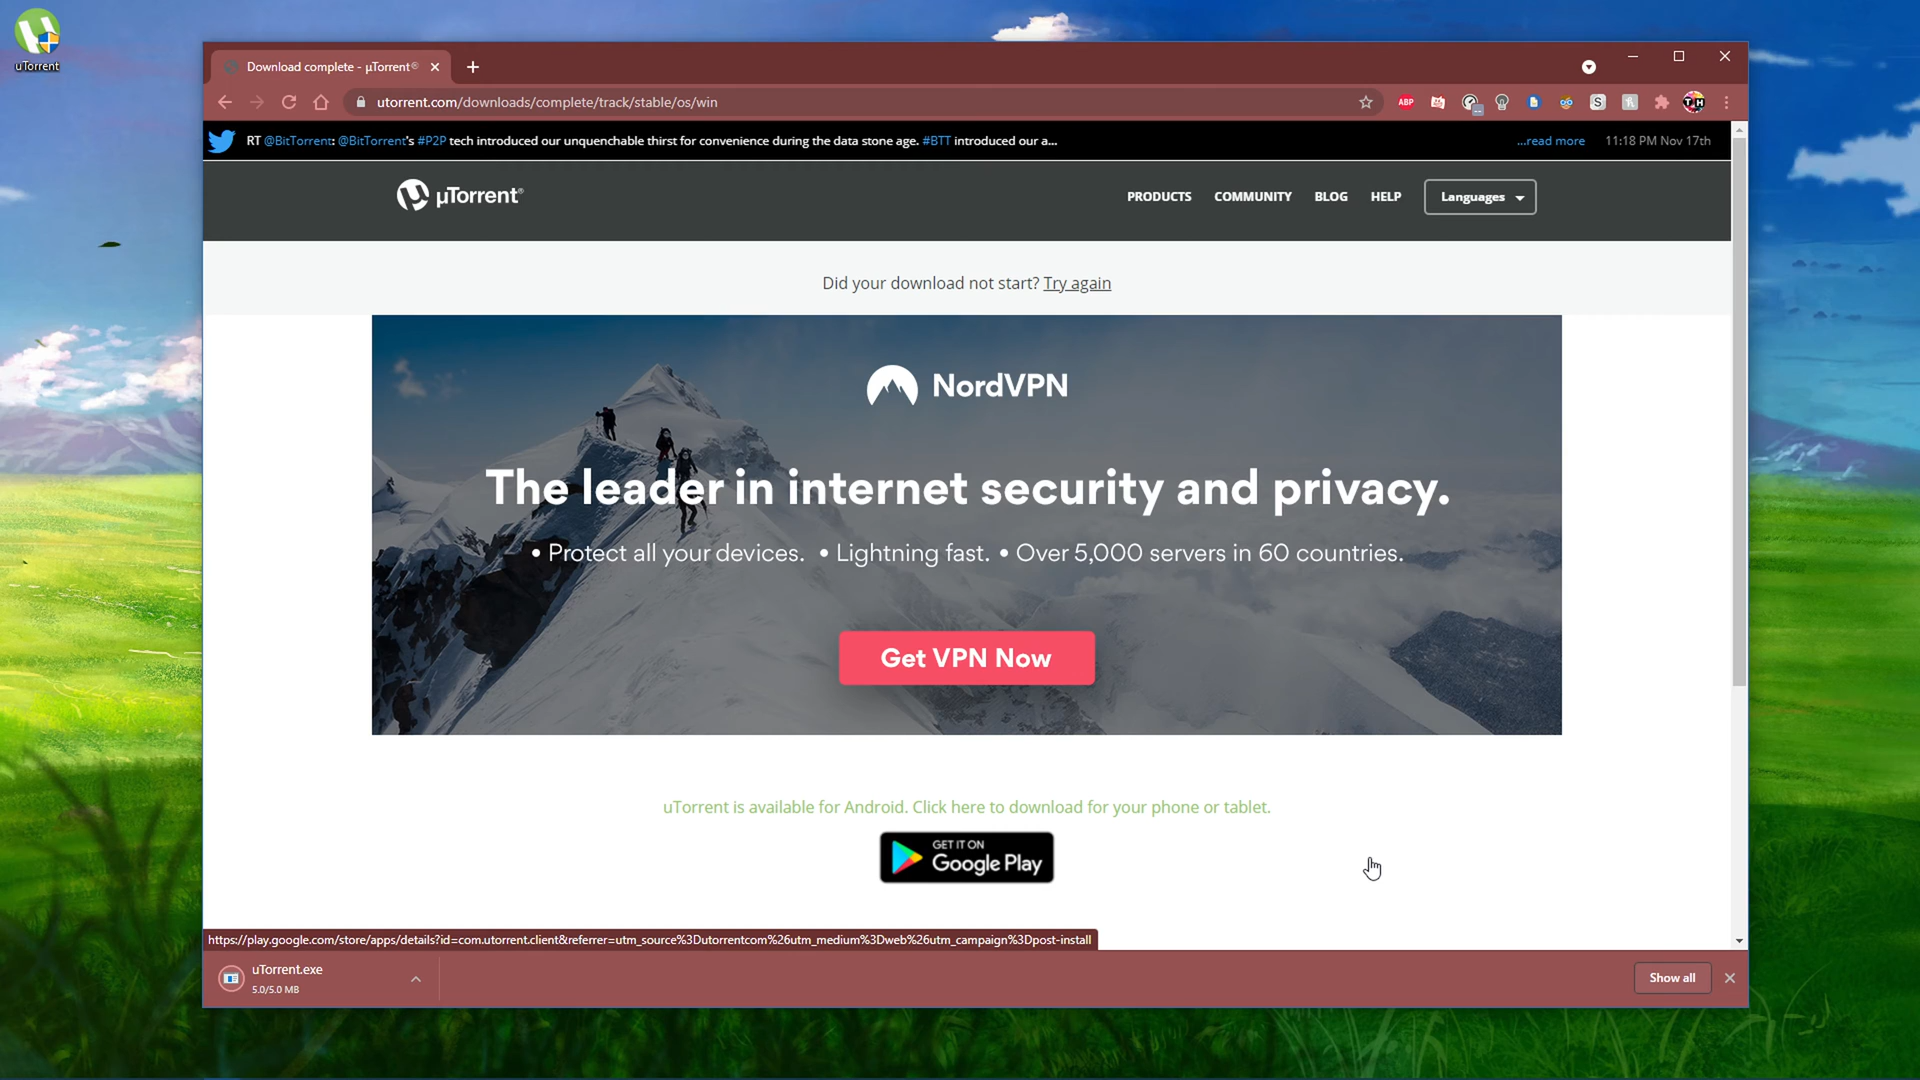 uTorrent
Download complete - µTorrent®
utorrent.com/downloads/complete/track/stable/os/win
ABP
S
T H
RT @BitTorrent: @BitTorrent's #P2P tech introduced our unquenchable thirst for convenience during the data stone age. #BTT introduced our a...
...read more
11:18 PM Nov 17th
µTorrent®
PRODUCTS
COMMUNITY
BLOG
HELP
Languages
Did your download not start? Try again
NordVPN
The leader in internet security and privacy.
• Protect all your devices. • Lightning fast. • Over 5,000 servers in 60 countries.
Get VPN Now
uTorrent is available for Android. Click here to download for your phone or tablet.
GET IT ON
Google Play
https://play.google.com/store/apps/details?id=com.utorrent.client&referrer=utm_source%3Dutorrentcom%26utm_medium%3Dweb%26utm_campaign%3Dpost-install
uTorrent.exe
5.0/5.0 MB
Show all